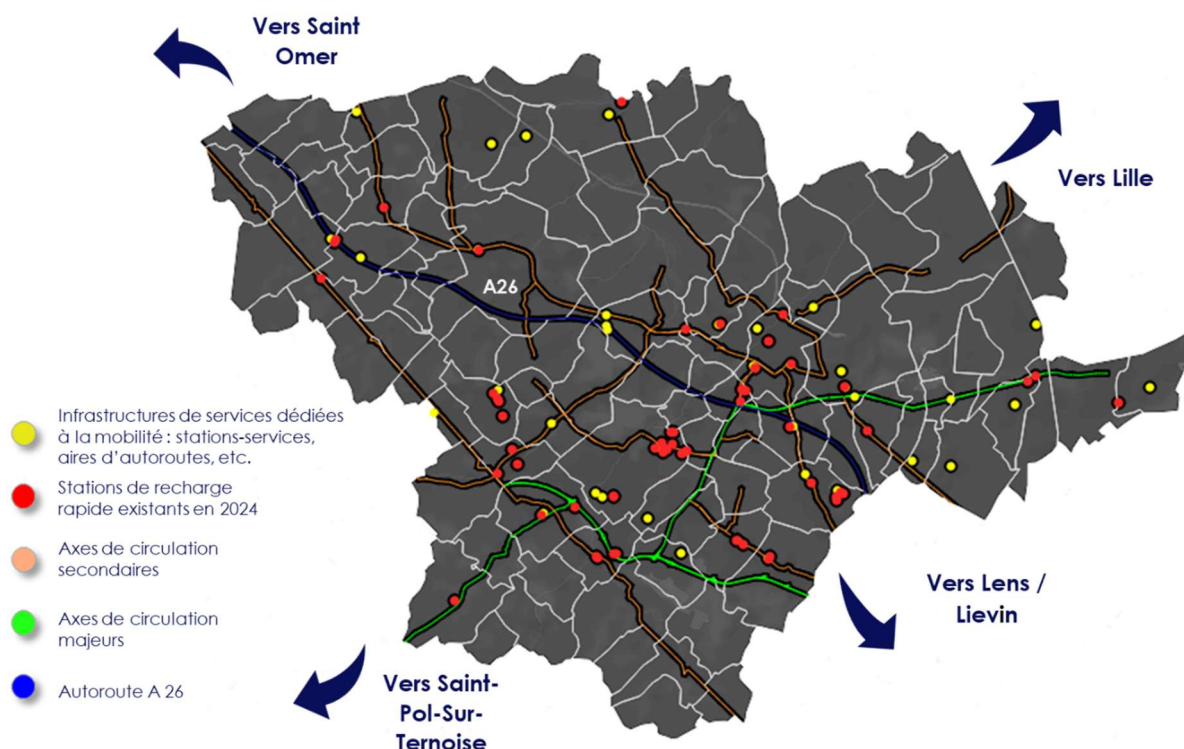 Vers Saint
Omer
Vers Lille
A26
Infrastructures de services dédiées
à la mobilité : stations-services,
aires d'autoroutes, etc.
Stations de recharge
rapide existants en 2024
Axes de circulation
secondaires
Axes de circulation
majeurs
Autoroute A 26
Vers Lens /
Lievin
Vers Saint-
Pol-Sur-
Ternoise